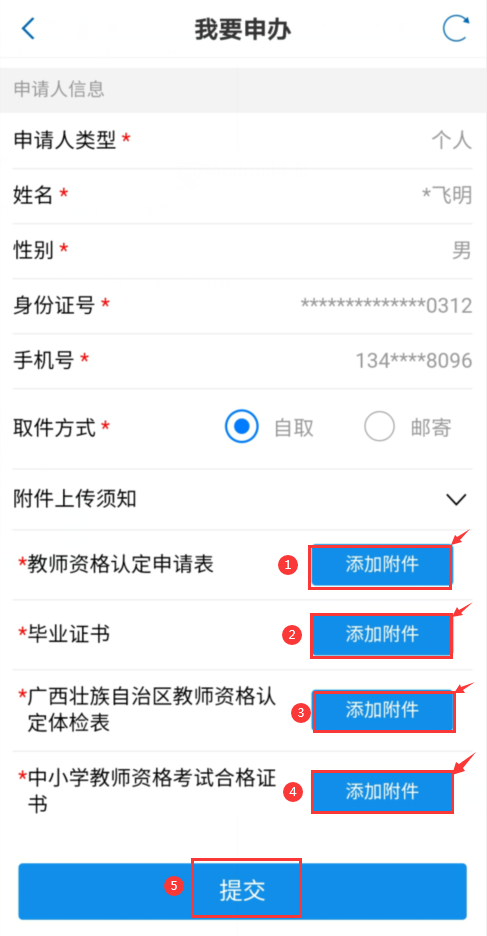 我要申办
申请人信息
申请人类型* 个人
姓名* *飞明
性别* 男
身份证号* **************0312
手机号* 134****8096
取件方式* 自取 邮寄
附件上传须知
*教师资格认定申请表 1 添加附件
*毕业证书 2 添加附件
*广西壮族自治区教师资格认
定体检表 3 添加附件
*中小学教师资格考试合格证
书 4 添加附件
5 提交